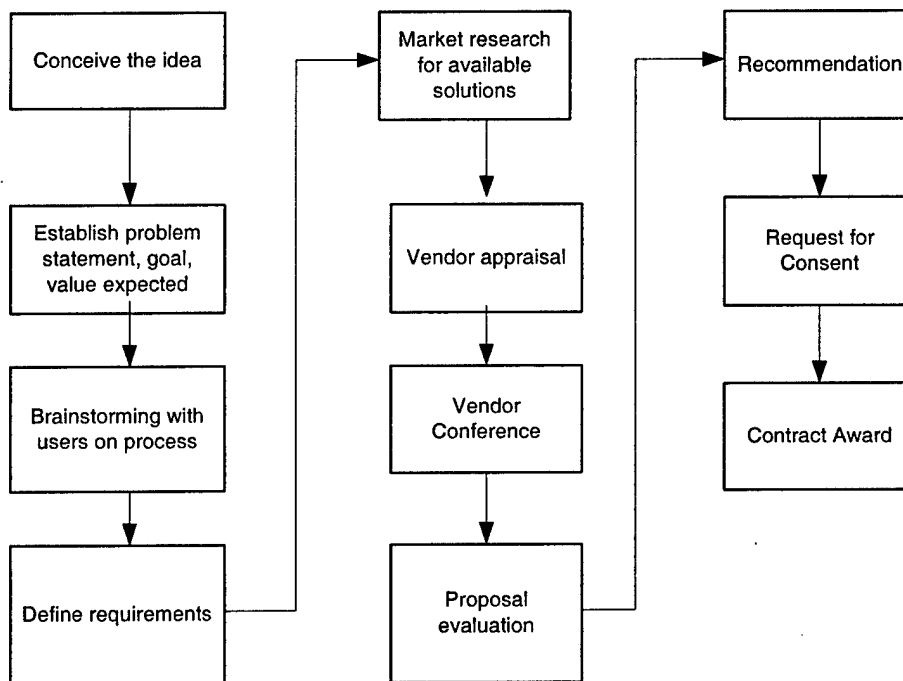 Conceive the idea
Establish problem
statement, goal,
value expected
Brainstorming with
users on process
Define requirements
Market research
for available
solutions
Vendor appraisal
Vendor
Conference
Proposal
evaluation
Recommendation
Request for
Consent
Contract Award